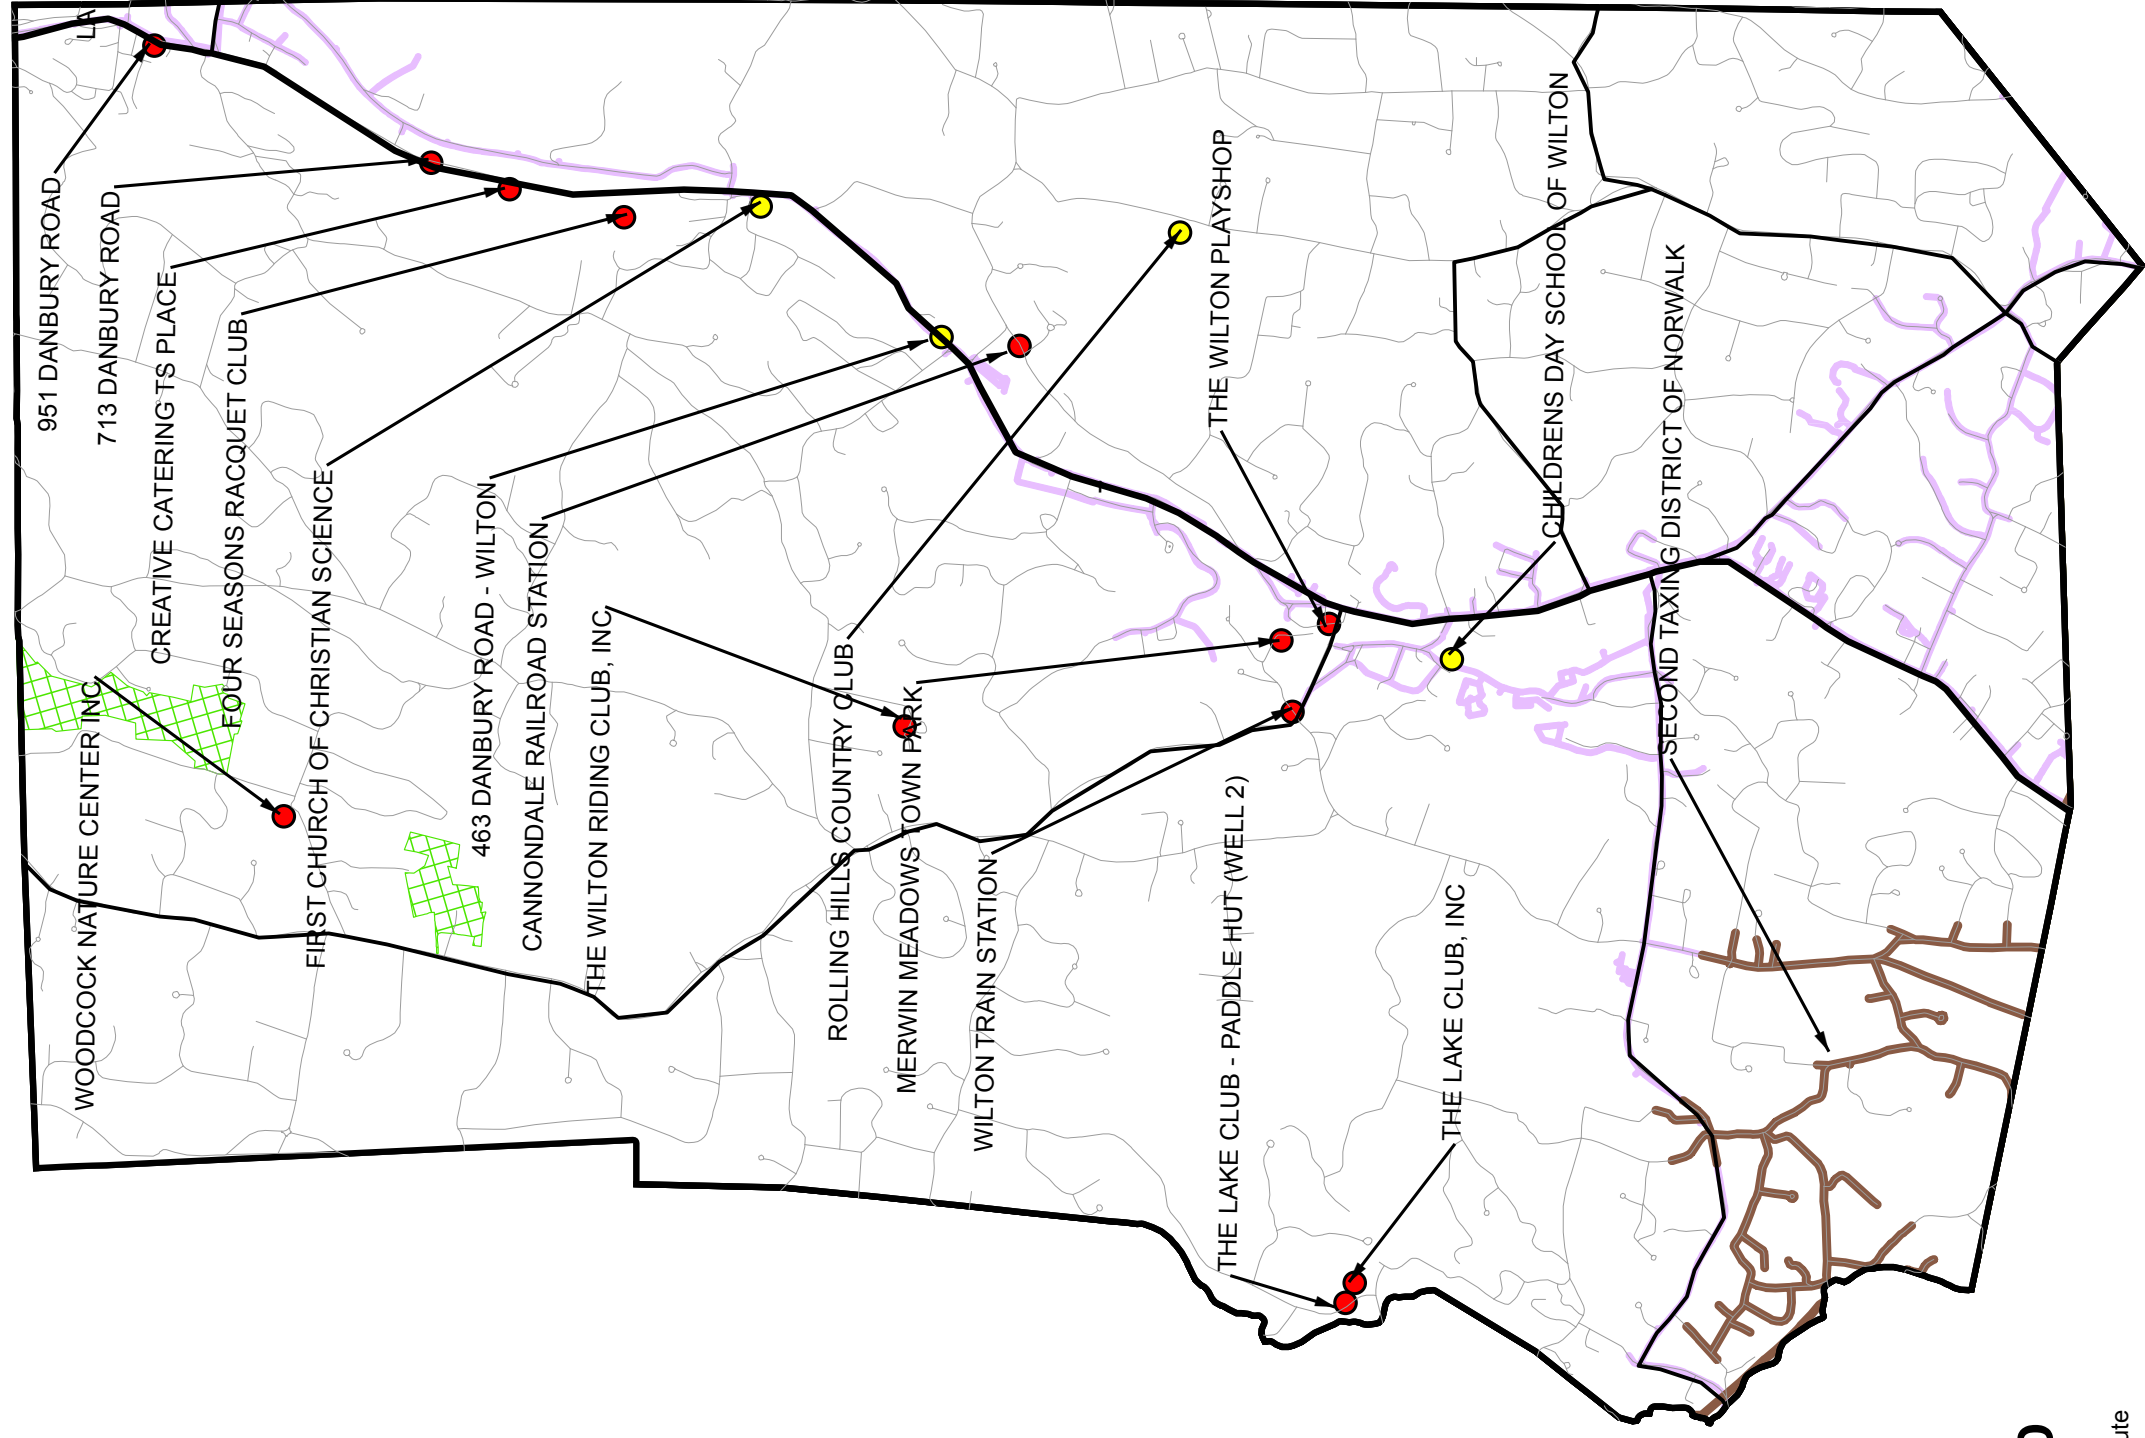 LA
951 DANBURY ROAD
713 DANBURY ROAD
CREATIVE CATERING TS PLACE
FOUR SEASONS RACQUET CLUB
WOODCOCK NATURE CENTER INC
FIRST CHURCH OF CHRISTIAN SCIENCE
463 DANBURY ROAD - WILTON
CANNONDALE RAILROAD STATION
THE WILTON RIDING CLUB, INC
ROLLING HILLS COUNTRY CLUB
MERWIN MEADOWS TOWN PARK
WILTON TRAIN STATION
THE WILTON PLAYSHOP
THE LAKE CLUB - PADDLE HUT (WELL 2)
THE LAKE CLUB, INC
CHILDRENS DAY SCHOOL OF WILTON
SECOND TAXING DISTRICT OF NORWALK
ute